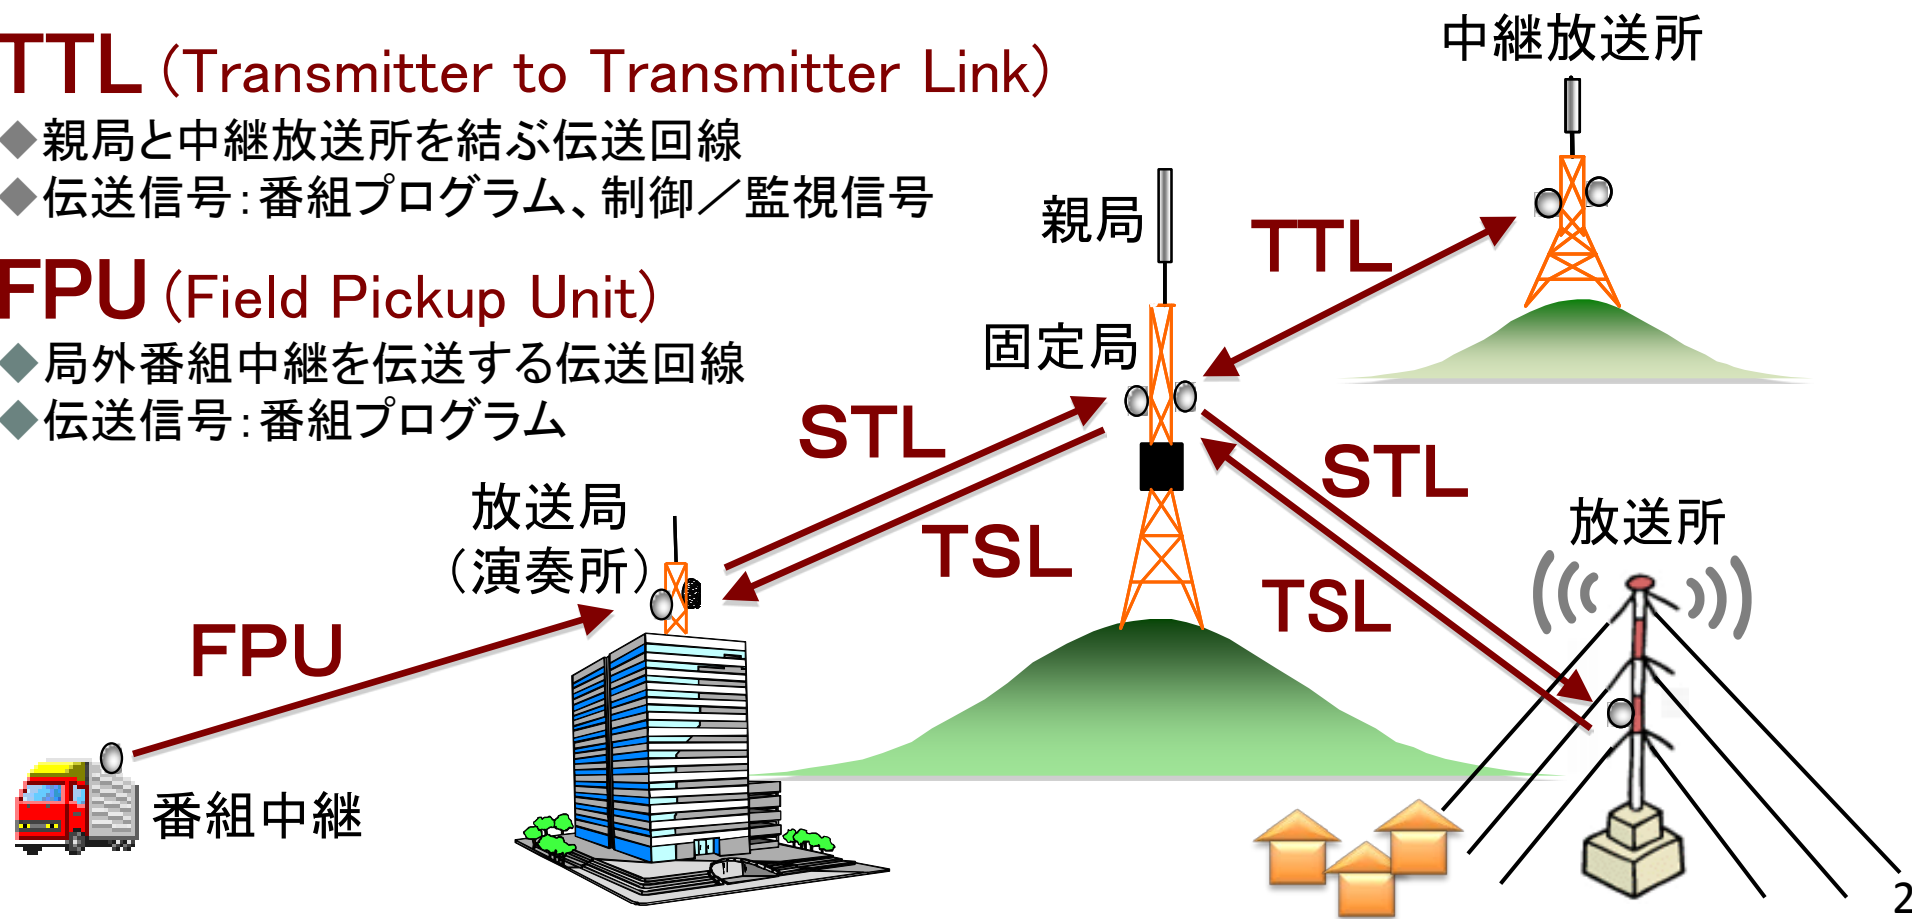 TTL (Transmitter to Transmitter Link)
◆親局と中継放送所を結ぶ伝送回線
◆伝送信号：番組プログラム、制御／監視信号
FPU (Field Pickup Unit)
◆局外番組中継を伝送する伝送回線
◆伝送信号：番組プログラム
中継放送所
親局
TTL
固定局
STL
STL
放送局
（演奏所）
TSL
放送所
TSL
FPU
番組中継
2